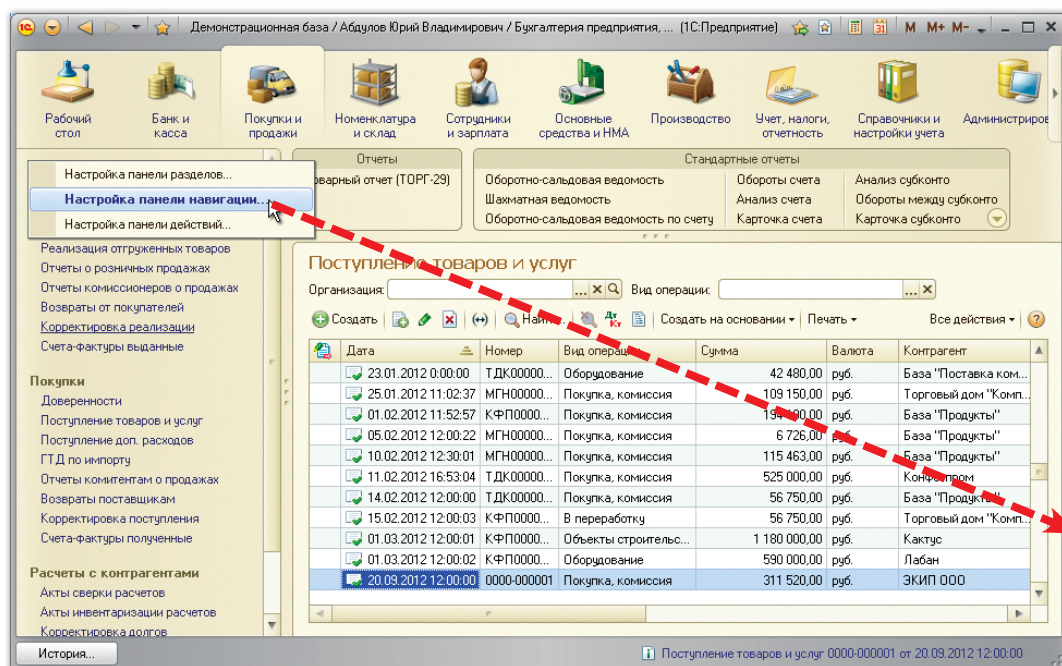 Демонстрационная база / Абдулов Юрий Владимирович / Бухгалтерия предприятия, ... (1С:Предприятие) M M+ M-
Рабочий стол
Банк и касса
Покупки и продажи
Номенклатура и склад
Сотрудники и зарплата
Основные средства и НМА
Производство
Учет, налоги, отчетность
Справочники и настройки учета
Администриров
Настройка панели разделов...
Настройка панели навигации...
Настройка панели действий...
Отчеты
оварный отчет (ТОРГ-29)
Стандартные отчеты
Оборотно-сальдовая ведомость Обороты счета Анализ субконто
Шахматная ведомость Анализ счета Обороты между субконто
Оборотно-сальдовая ведомость по счету Карточка счета Карточка субконто
Реализация отгруженных товаров
Отчеты о розничных продажах
Отчеты комиссионеров о продажах
Возвраты от покупателей
Корректировка реализации
Счета-фактуры выданные
Покупки
Доверенности
Поступление товаров и услуг
Поступление доп. расходов
ГТД по импорту
Отчеты комитентам о продажах
Возвраты поставщикам
Корректировка поступления
Счета-фактуры полученные
Расчеты с контрагентами
Акты сверки расчетов
Акты инвентаризации расчетов
Корректировка долгов
Поступление товаров и услуг
Организация: ... Вид операции: ...
Создать Найти... Дт Кт Создать на основании Печать Все действия
Дата Номер Вид операции Сумма Валюта Контрагент
23.01.2012 0:00:00 ТДК00000... Оборудование 42 480,00 руб. База "Поставка ком...
25.01.2012 11:02:37 МГН00000... Покупка, комиссия 109 150,00 руб. Торговый дом "Комп...
01.02.2012 11:52:57 КФП0000... Покупка, комиссия руб. База "Продукты"
05.02.2012 12:00:22 МГН00000... Покупка, комиссия 6 726,00 руб. База "Продукты"
10.02.2012 12:30:01 МГН00000... Покупка, комиссия 115 463,00 руб. База "Продукты"
11.02.2012 16:53:04 ТДК00000... Покупка, комиссия 525 000,00 руб. Конфетпром
14.02.2012 12:00:00 ТДК00000... Покупка, комиссия 56 750,00 руб. База "Продукты"
15.02.2012 12:00:03 КФП0000... В переработку 56 750,00 руб. Торговый дом "Комп...
01.03.2012 12:00:01 КФП0000... Объекты строительс... 1 180 000,00 руб. Кактус
01.03.2012 12:00:02 КФП0000... Оборудование 590 000,00 руб. Лабан
20.09.2012 12:00:00 0000-000001 Покупка, комиссия 311 520,00 руб. ЭКИП ООО
История...
Поступление товаров и услуг 0000-000001 от 20.09.2012 12:00:00